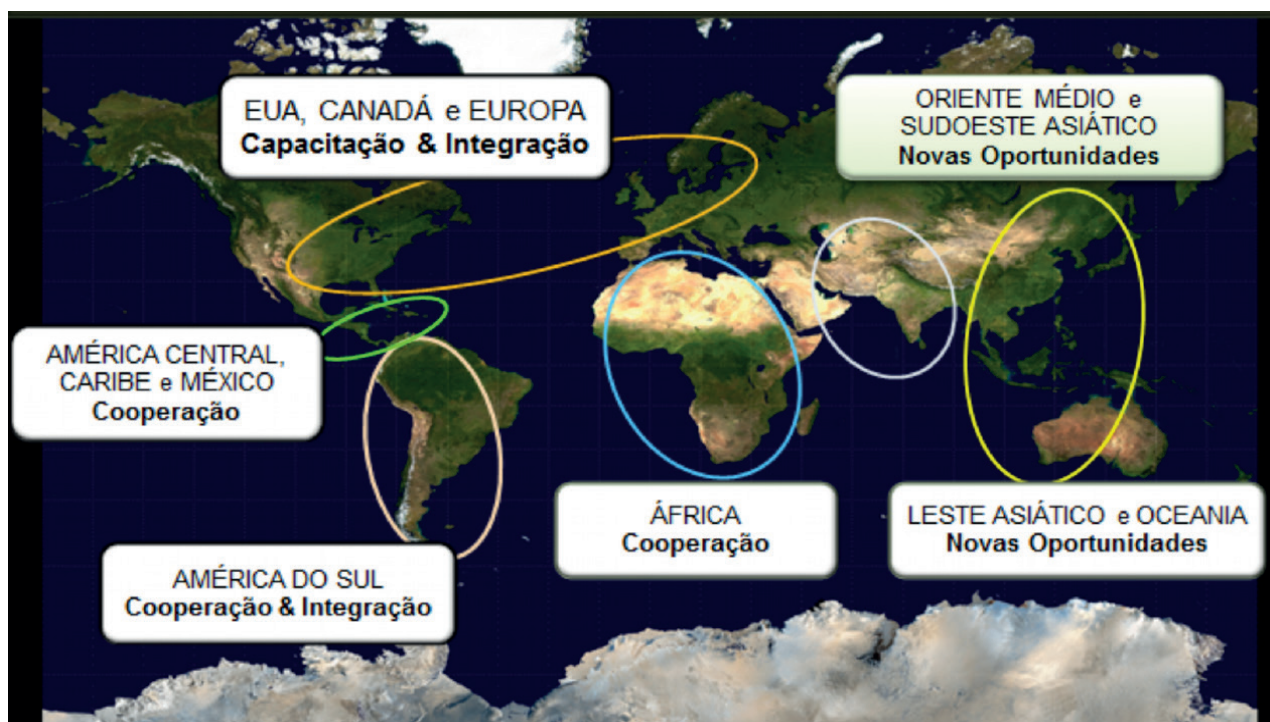 EUA, CANADÁ e EUROPA
Capacitação & Integração
ORIENTE MÉDIO e
SUDOESTE ASIÁTICO
Novas Oportunidades
AMÉRICA CENTRAL,
CARIBE e MÉXICO
Cooperação
ÁFRICA
Cooperação
LESTE ASIÁTICO e OCEANIA
Novas Oportunidades
AMÉRICA DO SUL
Cooperação & Integração